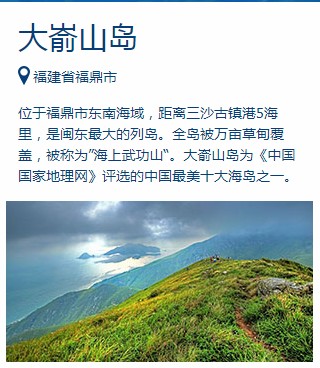 大嵛山岛
福建省福鼎市
位于福鼎市东南海域，距离三沙古镇港5海
里，是闽东最大的列岛。全岛被万亩草甸覆
盖，被称为”海上武功山“。大嵛山岛为《中国
国家地理网》评选的中国最美十大海岛之一。